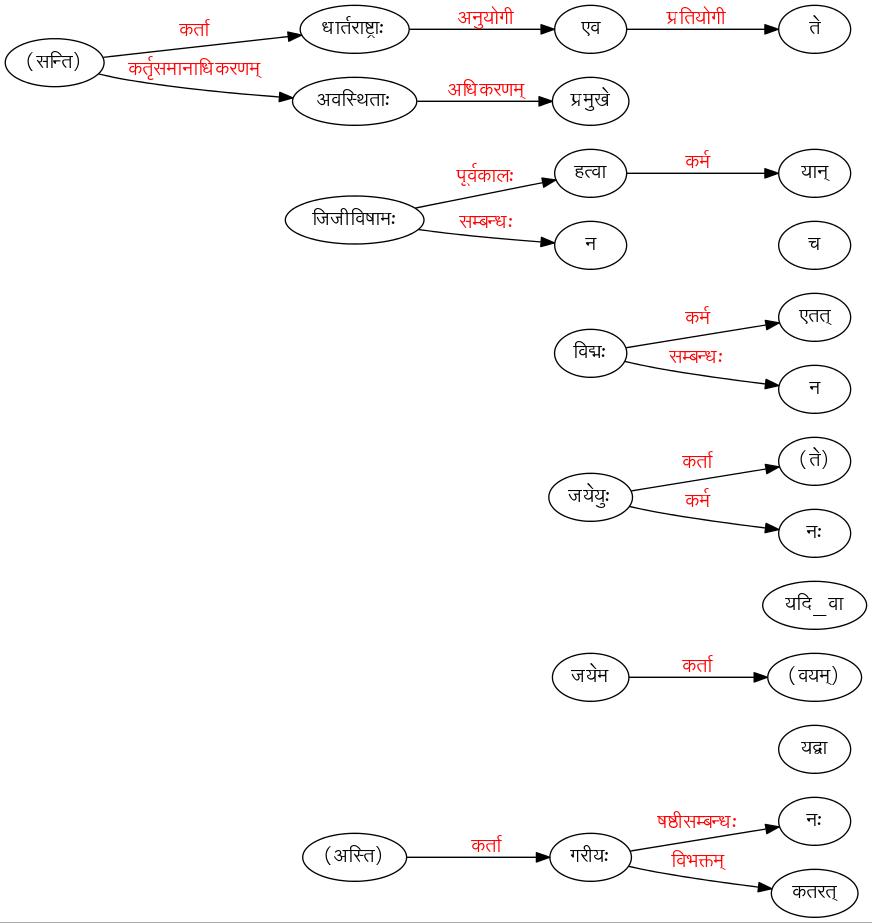 कर्ता
धार्तराष्ट्राः
अनुयोगी
एव
प्रतियोगी
ते
(सन्ति)
कर्तृसमानाधिकरणम्
अवस्थिताः
अधिकरणम्
प्रमुखे
पूर्वकालः
हत्वा
कर्म
यान्
जिजीविषामः
सम्बन्धः
न
च
कर्म
एतत्
विद्मः
सम्बन्धः
न
कर्ता
(ते)
जयेयुः
कर्म
नः
यदि_वा
जयेम
कर्ता
(वयम्)
यद्वा
षष्ठीसम्बन्धः
नः
(अस्ति)
कर्ता
गरीयः
विभक्तम्
कतरत्